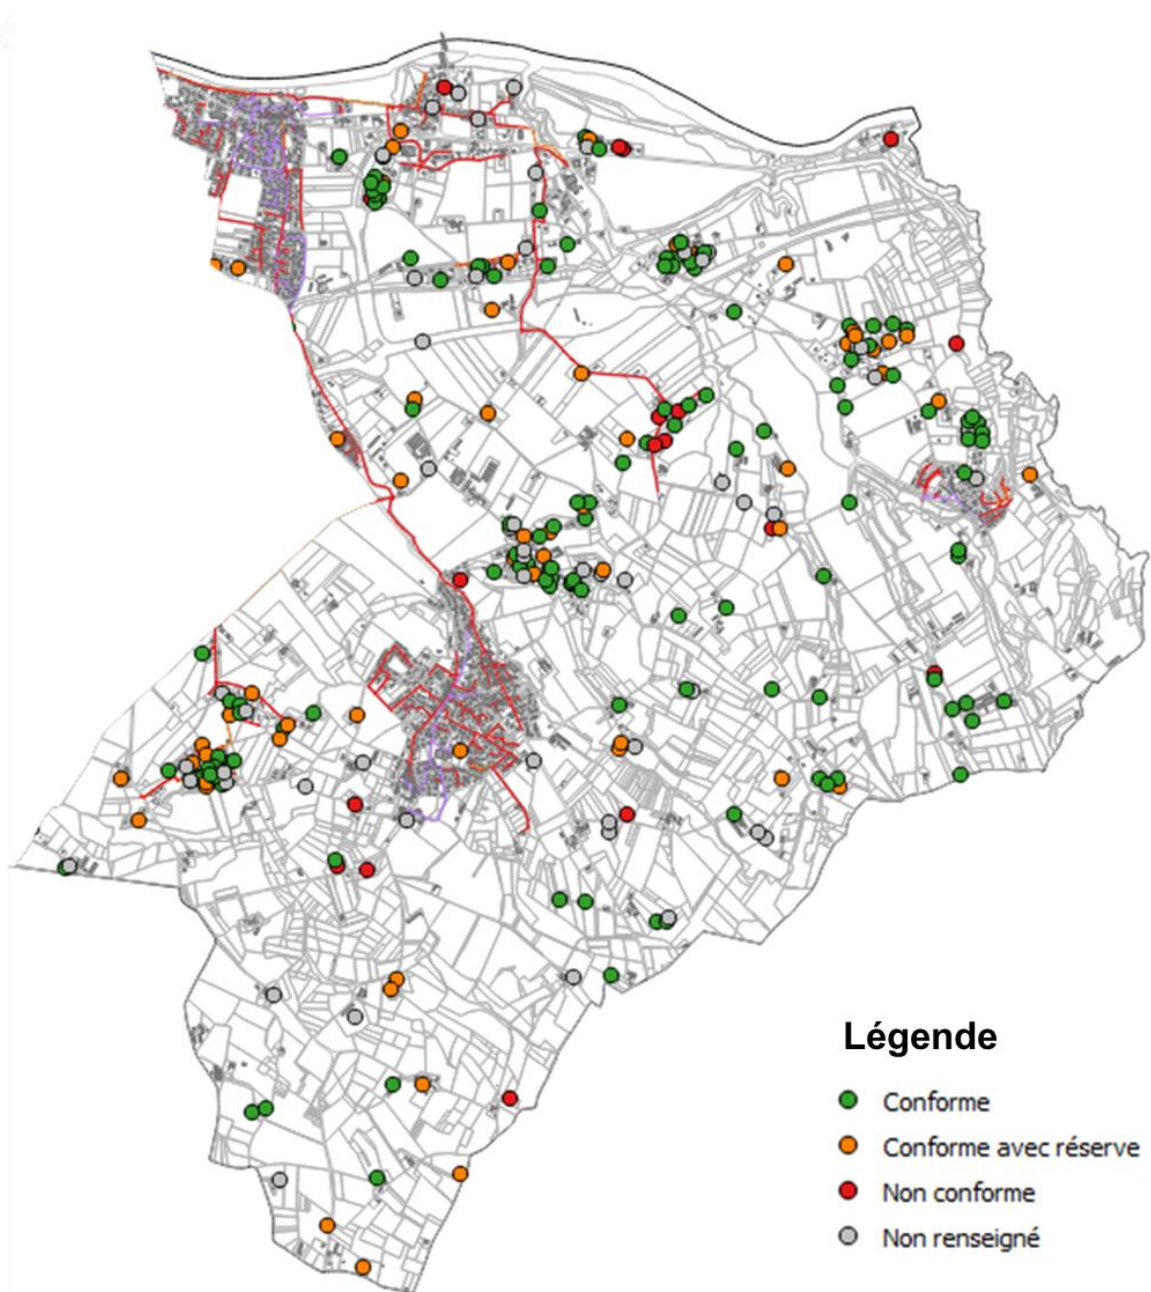 Légende
Conforme
Conforme avec réserve
Non conforme
Non renseigné